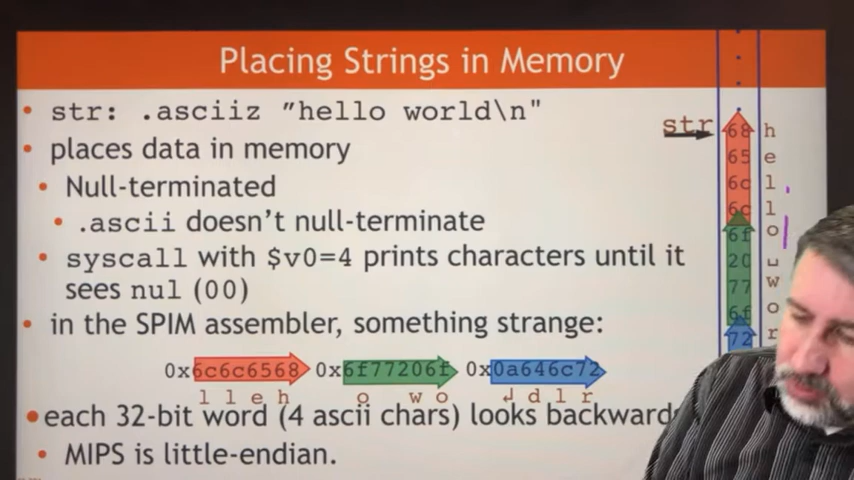 Placing Strings in Memory
• str: .asciiz ”hello world\n"
• places data in memory
• Null-terminated
• .ascii doesn't null-terminate
• syscall with $v0=4 prints characters until it
sees nul (00)
• in the SPIM assembler, something strange:
0x6c6c6568 0x6f77206f 0x0a646c72
l l e h o w o ↲ d l r
• each 32-bit word (4 ascii chars) looks backwards
• MIPS is little-endian.
str
68 h
65 e
6c l
6c l
6f o
20 ␣
77 w
6f o
72 r